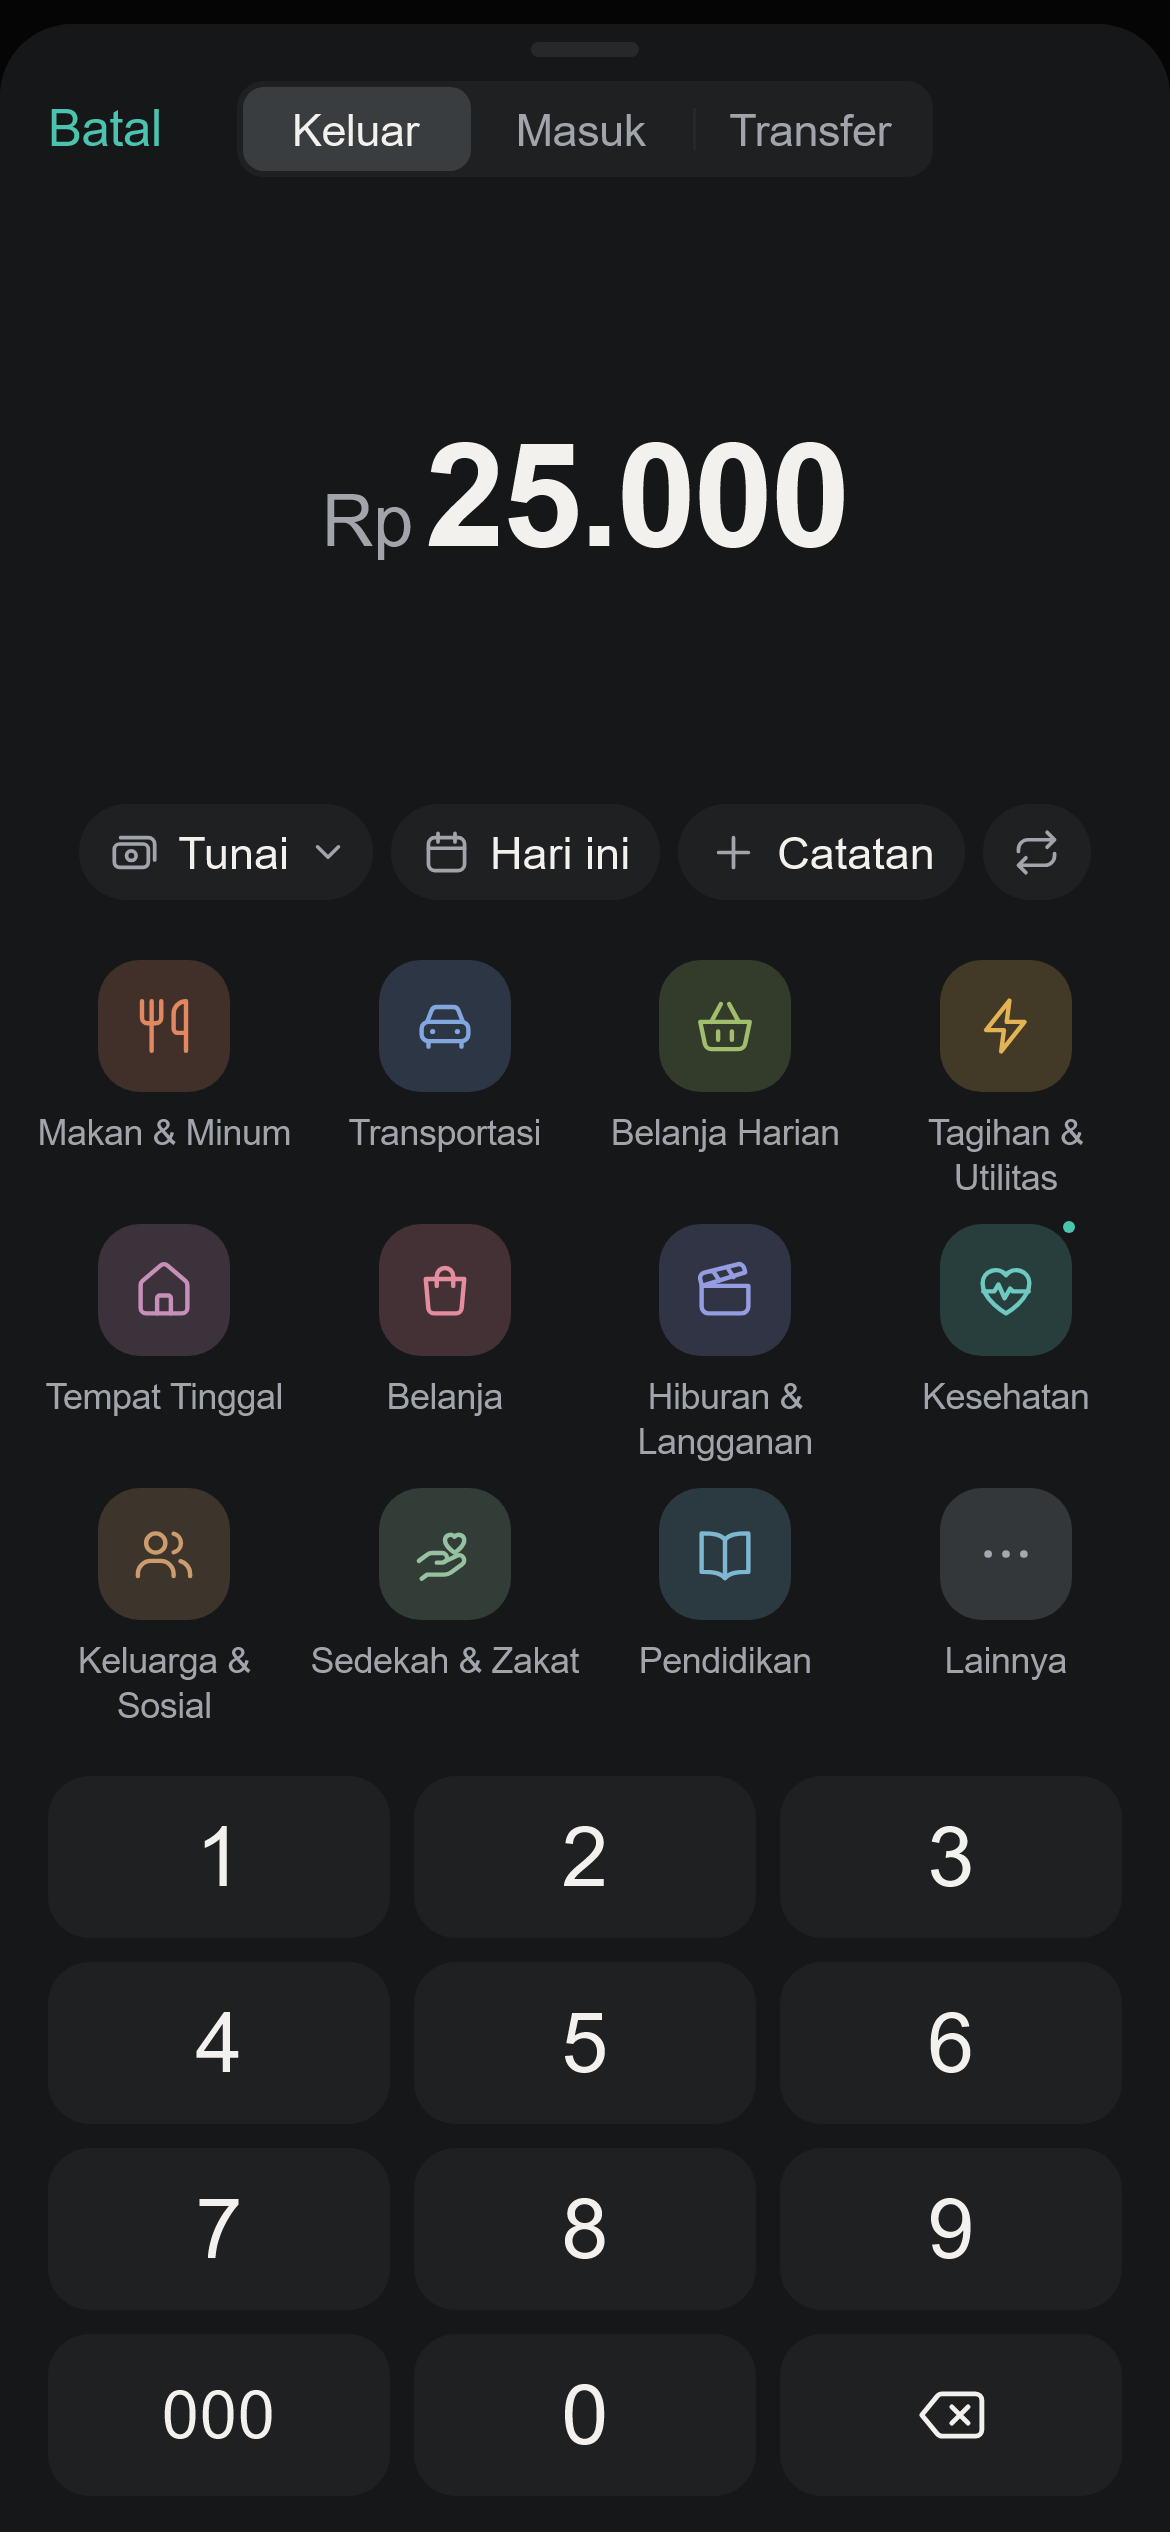 Batal
Keluar
Masuk
Transfer
Rp 25.000
Tunai
Hari ini
Catatan
Makan & Minum
Transportasi
Belanja Harian
Tagihan &
Utilitas
Tempat Tinggal
Belanja
Hiburan &
Langganan
Kesehatan
Keluarga &
Sosial
Sedekah & Zakat
Pendidikan
Lainnya
1
2
3
4
5
6
7
8
9
000
0